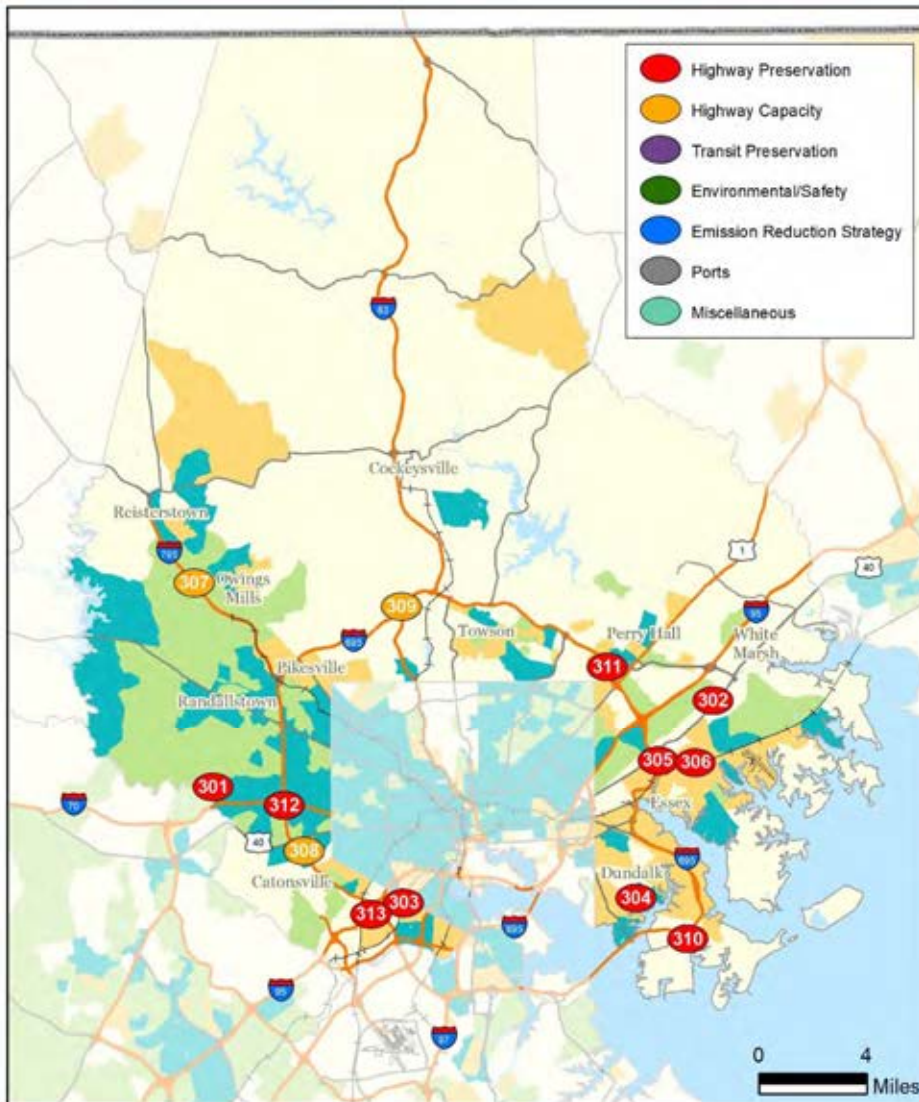 Highway Preservation
Highway Capacity
Transit Preservation
Environmental/Safety
Emission Reduction Strategy
Ports
Miscellaneous
83
Cockeysville
Reisterstown
795
307
Owings
Mills
1
40
309
95
695
Towson
Perry Hall
White
Marsh
Pikesville
311
Randallstown
302
305
306
301
312
70
Essex
40
308
695
Catonsville
Dundalk
304
303
313
310
895
95
97
0
4
Miles